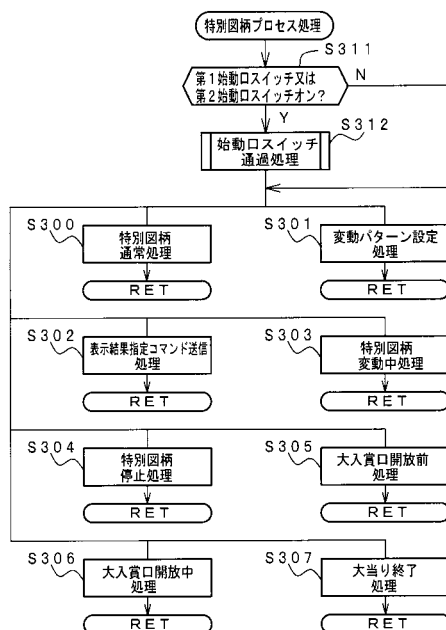 特別図柄プロセス処理
S311
第1始動口スイッチ又は
第2始動口スイッチオン?
N
Y
S312
始動口スイッチ
通過処理
S300
特別図柄
通常処理
RET
S301
変動パターン設定
処理
RET
S302
表示結果指定コマンド送信
処理
RET
S303
特別図柄
変動中処理
RET
S304
特別図柄
停止処理
RET
S305
大入賞口開放前
処理
RET
S306
大入賞口開放中
処理
RET
S307
大当り終了
処理
RET